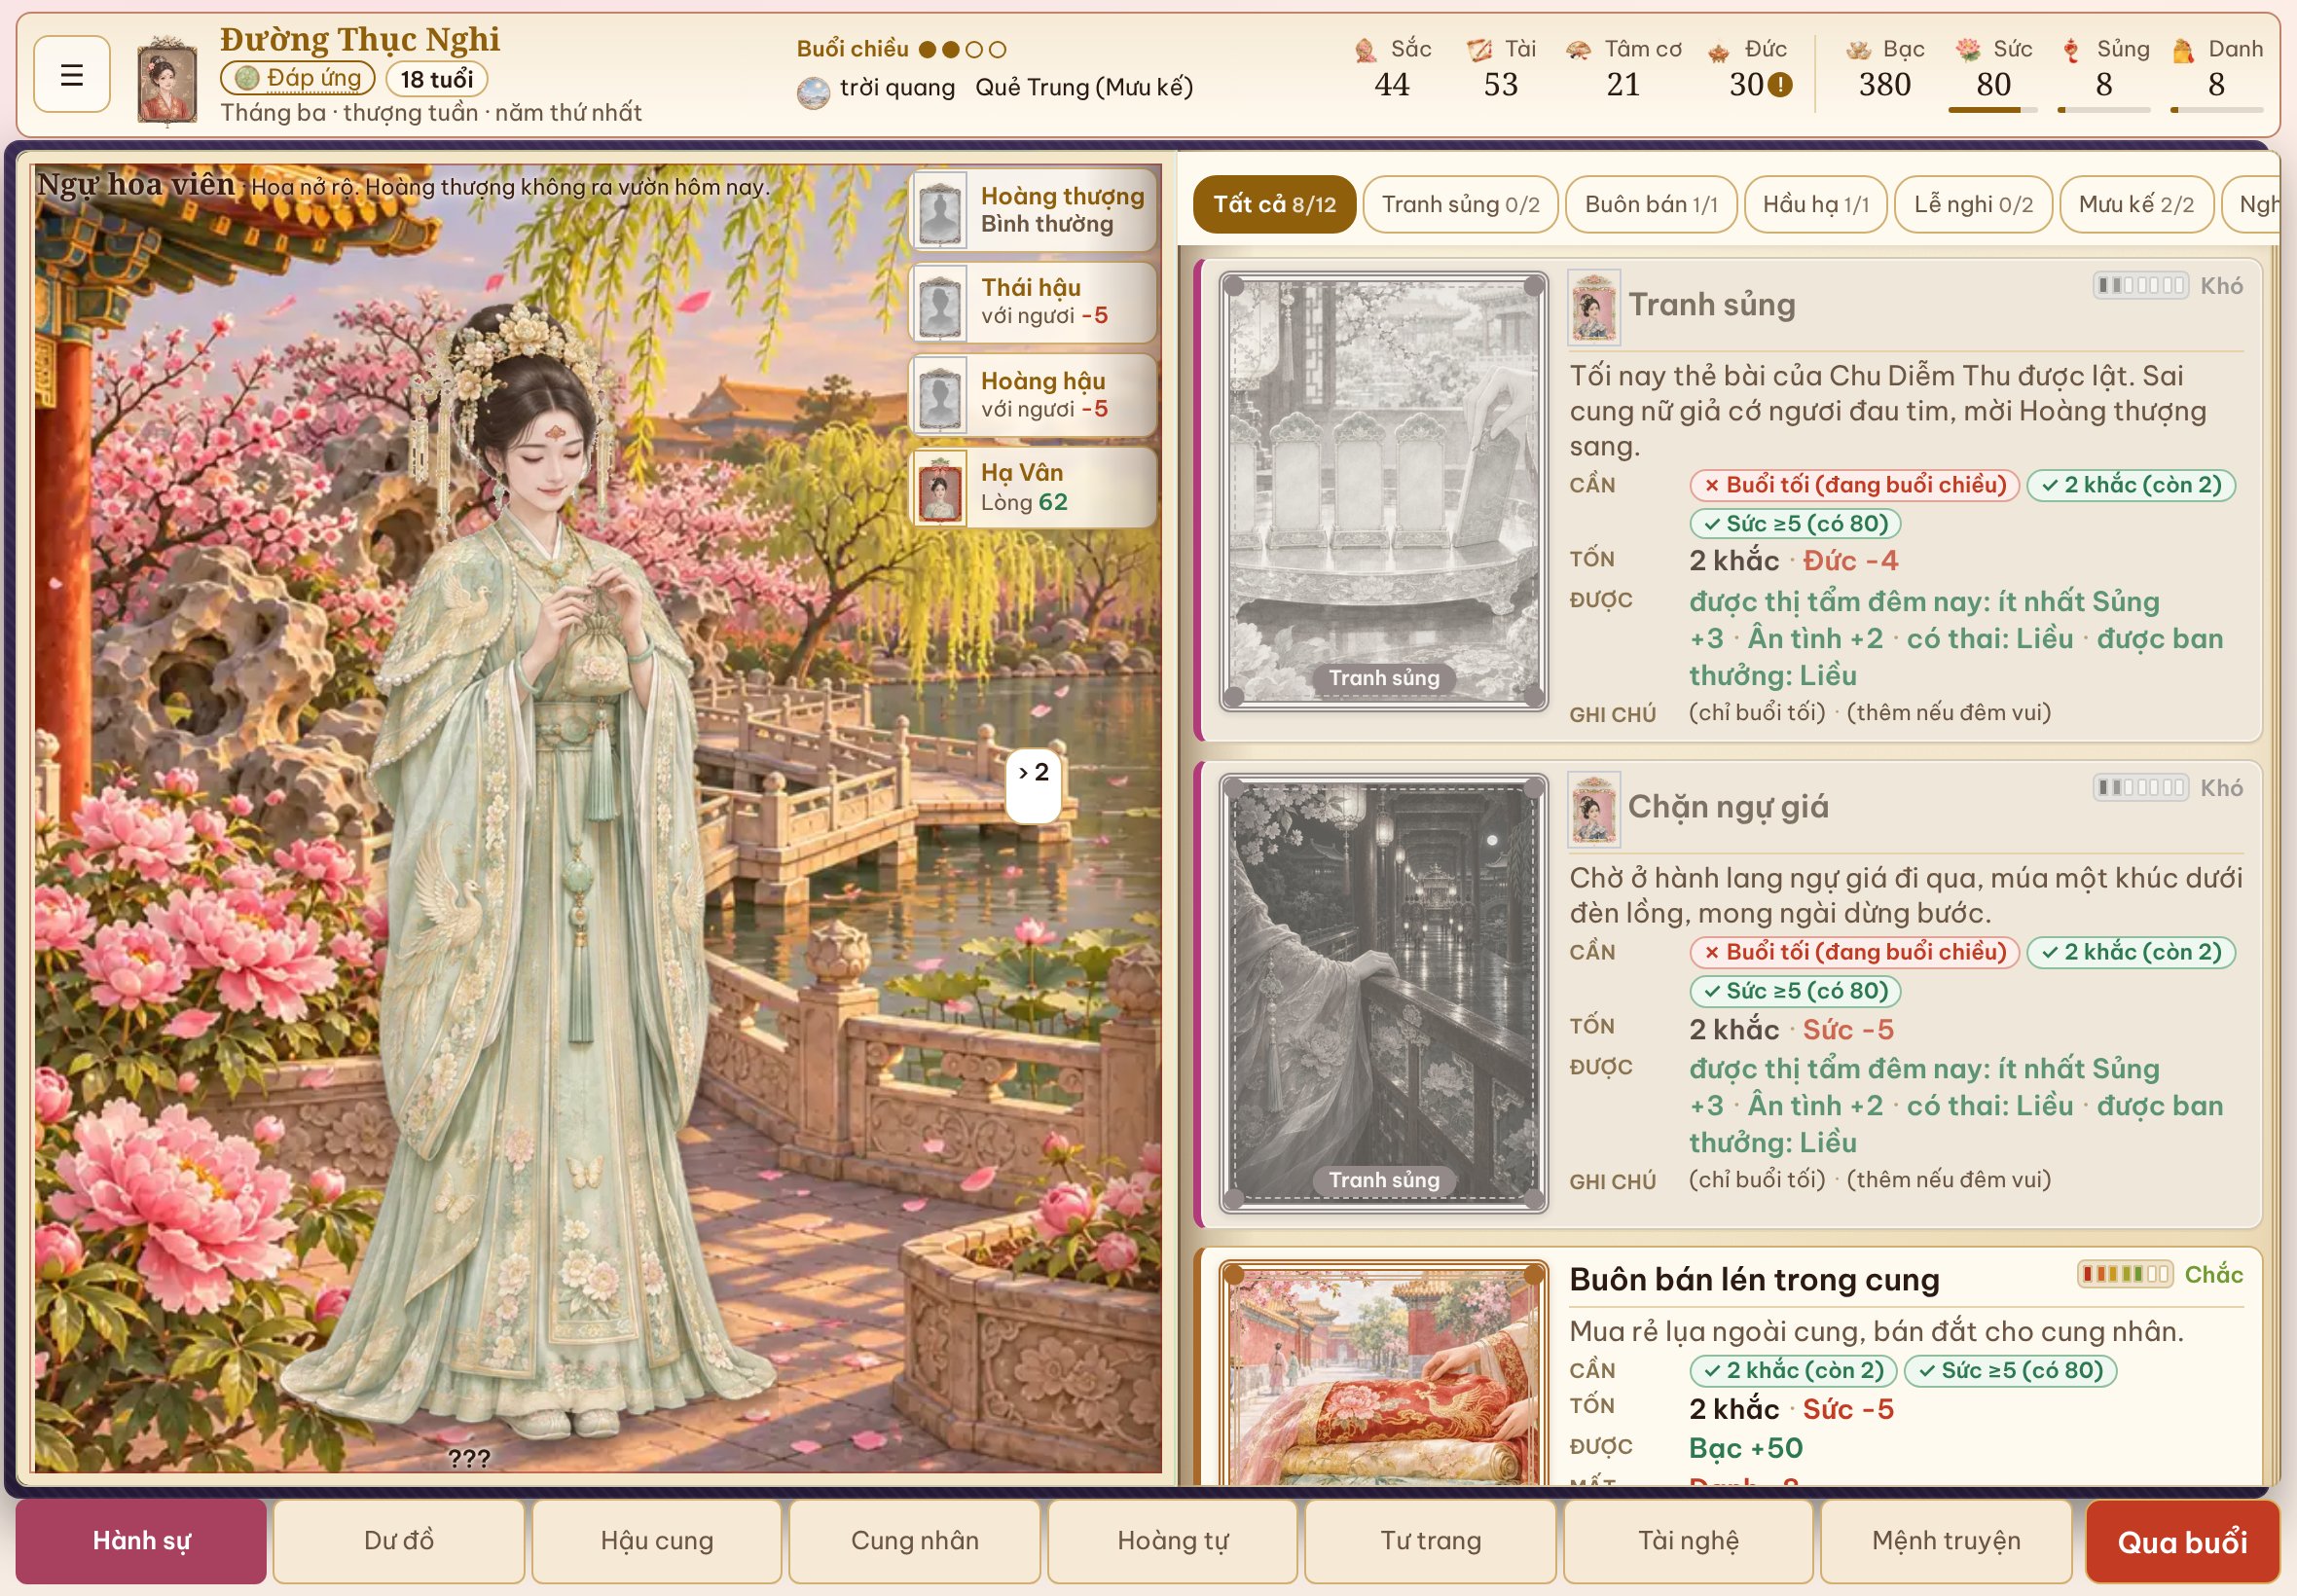 Đường Thục Nghi
Đáp ứng
18 tuổi
Tháng ba · thượng tuần · năm thứ nhất
Buổi chiều
trời quang Quẻ Trung (Mưu kế)
Sắc
44
Tài
53
Tâm cơ
21
Đức
30
Bạc
380
Sức
80
Sủng
8
Danh
8
Ngự hoa viên · Hoa nở rộ. Hoàng thượng không ra vườn hôm nay.
Hoàng thượng
Bình thường
Thái hậu
với ngươi -5
Hoàng hậu
với ngươi -5
Hạ Vân
Lòng 62
› 2
???
Tất cả 8/12
Tranh sủng 0/2
Buôn bán 1/1
Hầu hạ 1/1
Lễ nghi 0/2
Mưu kế 2/2
Tranh sủng
Tranh sủng
Khó
Tối nay thẻ bài của Chu Diễm Thu được lật. Sai
cung nữ giả cớ ngươi đau tim, mời Hoàng thượng
sang.
CẦN
× Buổi tối (đang buổi chiều) ✓ 2 khắc (còn 2)
✓ Sức ≥5 (có 80)
TỐN
2 khắc · Đức -4
ĐƯỢC
được thị tẩm đêm nay: ít nhất Sủng
+3 · Ân tình +2 · có thai: Liều · được ban
thưởng: Liều
GHI CHÚ
(chỉ buổi tối) · (thêm nếu đêm vui)
Tranh sủng
Chặn ngự giá
Khó
Chờ ở hành lang ngự giá đi qua, múa một khúc dưới
đèn lồng, mong ngài dừng bước.
CẦN
× Buổi tối (đang buổi chiều) ✓ 2 khắc (còn 2)
✓ Sức ≥5 (có 80)
TỐN
2 khắc · Sức -5
ĐƯỢC
được thị tẩm đêm nay: ít nhất Sủng
+3 · Ân tình +2 · có thai: Liều · được ban
thưởng: Liều
GHI CHÚ
(chỉ buổi tối) · (thêm nếu đêm vui)
Buôn bán lén trong cung
Chắc
Mua rẻ lụa ngoài cung, bán đắt cho cung nhân.
CẦN
✓ 2 khắc (còn 2) ✓ Sức ≥5 (có 80)
TỐN
2 khắc · Sức -5
ĐƯỢC
Bạc +50
Hành sự
Dư đồ
Hậu cung
Cung nhân
Hoàng tự
Tư trang
Tài nghệ
Mệnh truyện
Qua buổi